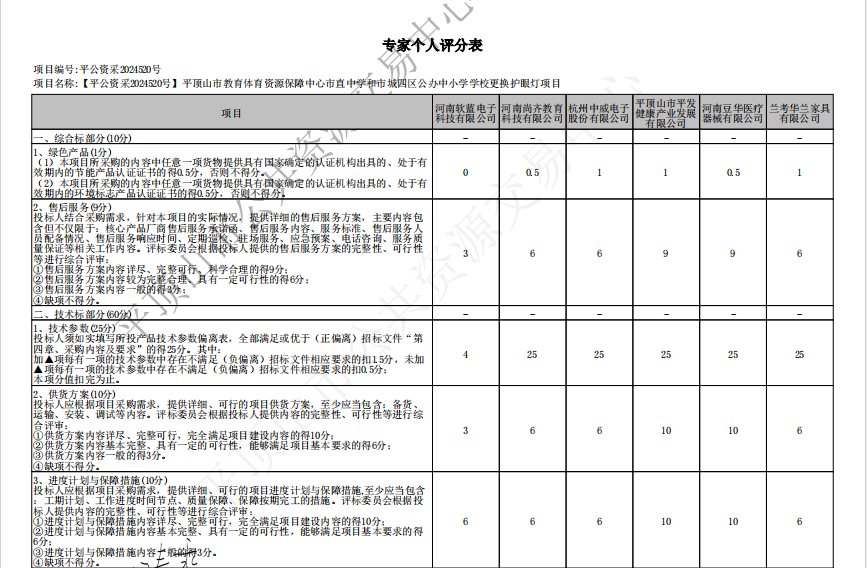 专家个人评分表
项目编号:平公资采2024520号
项目名称:【平公资采2024520号】平顶山市教育体育资源保障中心市直中学和市城四区公办中小学学校更换护眼灯项目
项目 河南软蓝电子科技有限公司 河南尚齐教育科技有限公司 杭州中威电子股份有限公司 平顶山市平发健康产业发展有限公司 河南豆华医疗器械有限公司 兰考华兰家具有限公司
一、综合标部分(10分) - - - - - -
1、绿色产品(1分)
(1)本项目所采购的内容中任意一项货物提供具有国家确定的认证机构出具的、处于有
效期内的节能产品认证证书的得0.5分,否则不得分。
(2)本项目所采购的内容中任意一项货物提供具有国家确定的认证机构出具的、处于有
效期内的环境标志产品认证证书的得0.5分,否则不得分。
0 0.5 1 1 0.5 1
2、售后服务(9分)
投标人结合采购需求,针对本项目的实际情况,提供详细的售后服务方案,主要内容包
含但不仅限于:核心产品厂商售后服务承诺函、售后服务内容、服务标准、售后服务人
员配备情况、售后服务响应时间、定期巡检、驻场服务、应急预案、电话咨询、服务质
量保证等相关工作内容。评标委员会根据投标人提供的售后服务方案的完整性、可行性
等进行综合评审:
①售后服务方案内容详尽、完整可行、科学合理的得9分;
②售后服务方案内容较为完整合理、具有一定可行性的得6分;
③售后服务方案内容一般的得3分;
④缺项不得分。
3 6 6 9 9 6
二、技术标部分(60分) - - - - - -
1、技术参数(25分)
投标人须如实填写所投产品技术参数偏离表,全部满足或优于(正偏离)招标文件“第
四章、采购内容及要求”的得25分。其中:
加▲项每有一项的技术参数中存在不满足(负偏离)招标文件相应要求的扣1.5分,未加
▲项每有一项的技术参数中存在不满足(负偏离)招标文件相应要求的扣0.5分;
本项分值扣完为止。
4 25 25 25 25 25
2、供货方案(10分)
投标人应根据项目采购需求,提供详细、可行的项目供货方案,至少应当包含:备货、
运输、安装、调试等内容。评标委员会根据投标人提供内容的完整性、可行性等进行综
合评审:
①供货方案内容详尽、完整可行,完全满足项目建设内容的得10分;
②供货方案内容基本完整、具有一定的可行性,能够满足项目基本要求的得6分;
③供货方案内容一般的得3分。
④缺项不得分。
3 6 6 10 10 6
3、进度计划与保障措施(10分)
投标人应根据项目采购需求,提供详细、可行的项目进度计划与保障措施,至少应当包含
:工期计划、工作进度时间节点、质量保障、保障按期完工的措施。评标委员会根据投
标人提供内容的完整性、可行性等进行综合评审:
①进度计划与保障措施内容详尽、完整可行,完全满足项目建设内容的得10分;
②进度计划与保障措施内容基本完整、具有一定的可行性,能够满足项目基本要求的得
6分;
③进度计划与保障措施内容一般的得3分。
④缺项不得分。
6 6 6 10 10 6
平顶山市公共资源交易中心
平顶山市公共资源交易中心